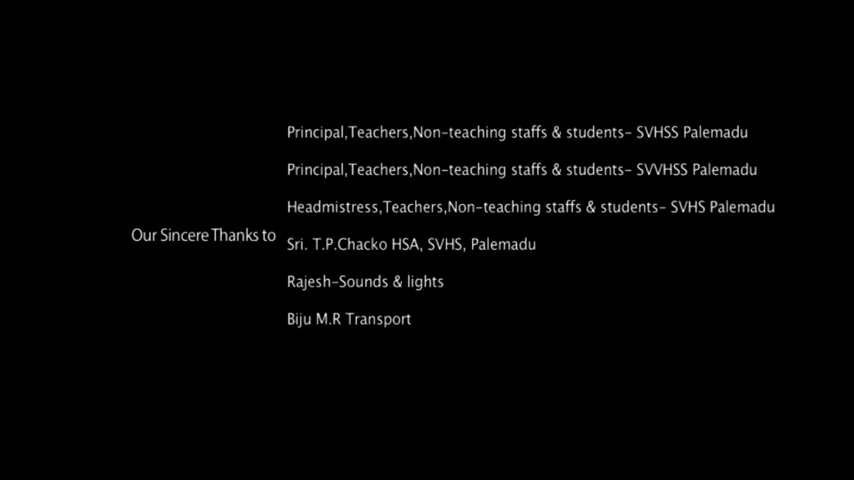 Principal,Teachers,Non-teaching staffs & students- SVHSS Palemadu
Principal,Teachers,Non-teaching staffs & students- SVVHSS Palemadu
Headmistress,Teachers,Non-teaching staffs & students- SVHS Palemadu
Our Sincere Thanks to
Sri. T.P.Chacko HSA, SVHS, Palemadu
Rajesh-Sounds & lights
Biju M.R Transport